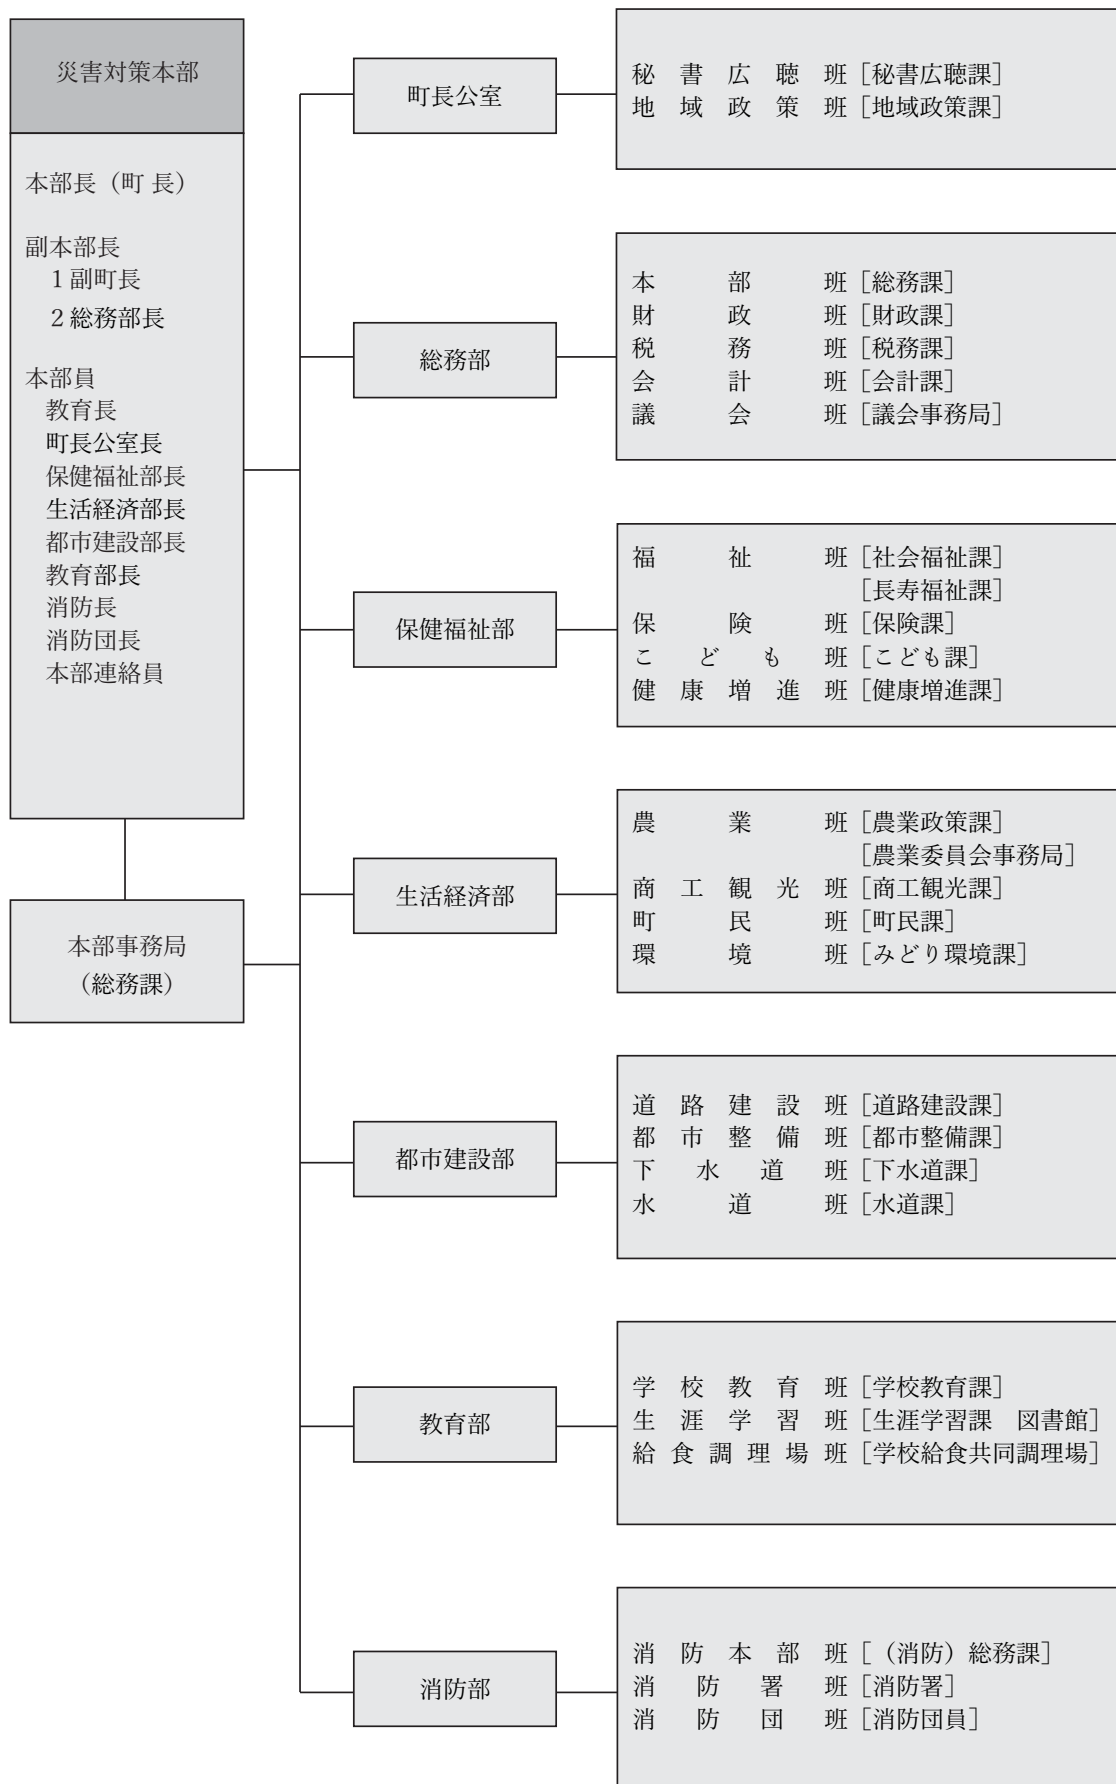 災害対策本部
本部長（町 長）
副本部長
１副町長
２総務部長
本部員
教育長
町長公室長
保健福祉部長
生活経済部長
都市建設部長
教育部長
消防長
消防団長
本部連絡員
本部事務局
（総務課）
町長公室
秘書広聴班［秘書広聴課］
地域政策班［地域政策課］
総務部
本部班［総務課］
財政班［財政課］
税務班［税務課］
会計班［会計課］
議会班［議会事務局］
保健福祉部
福祉班［社会福祉課］
［長寿福祉課］
保険班［保険課］
こども班［こども課］
健康増進班［健康増進課］
生活経済部
農業班［農業政策課］
［農業委員会事務局］
商工観光班［商工観光課］
町民班［町民課］
環境班［みどり環境課］
都市建設部
道路建設班［道路建設課］
都市整備班［都市整備課］
下水道班［下水道課］
水道班［水道課］
教育部
学校教育班［学校教育課］
生涯学習班［生涯学習課　図書館］
給食調理場班［学校給食共同調理場］
消防部
消防本部班［（消防）総務課］
消防署班［消防署］
消防団班［消防団員］